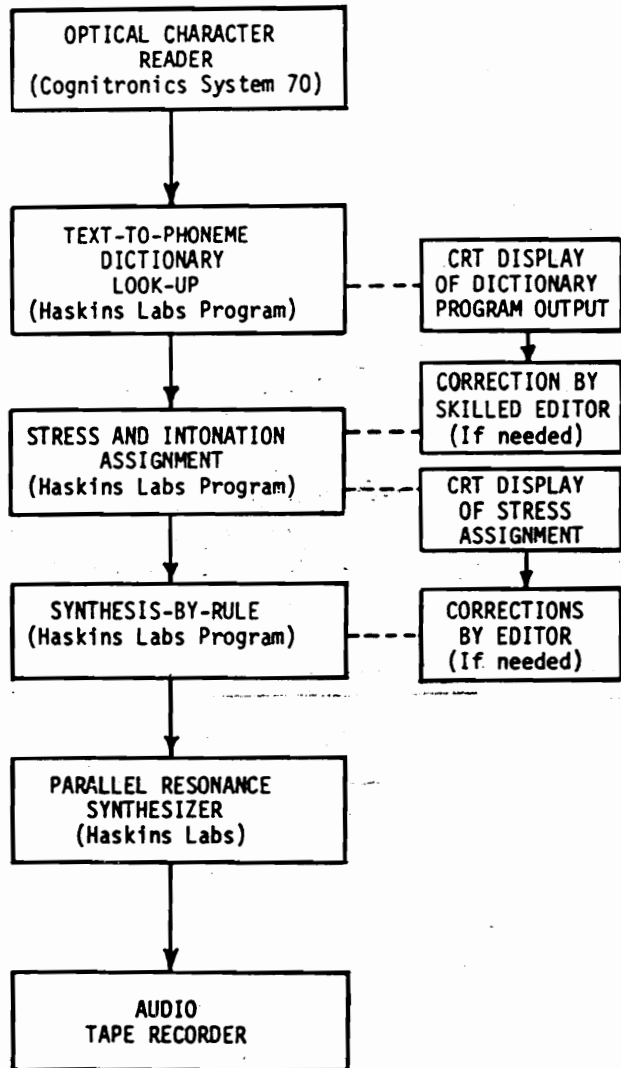 OPTICAL CHARACTER
READER
(Cognitronics System 70)
TEXT-TO-PHONEME
DICTIONARY
LOOK-UP
(Haskins Labs Program)
CRT DISPLAY
OF DICTIONARY
PROGRAM OUTPUT
CORRECTION BY
SKILLED EDITOR
(If needed)
STRESS AND INTONATION
ASSIGNMENT
(Haskins Labs Program)
CRT DISPLAY
OF STRESS
ASSIGNMENT
SYNTHESIS-BY-RULE
(Haskins Labs Program)
CORRECTIONS
BY EDITOR
(If needed)
PARALLEL RESONANCE
SYNTHESIZER
(Haskins Labs)
AUDIO
TAPE RECORDER